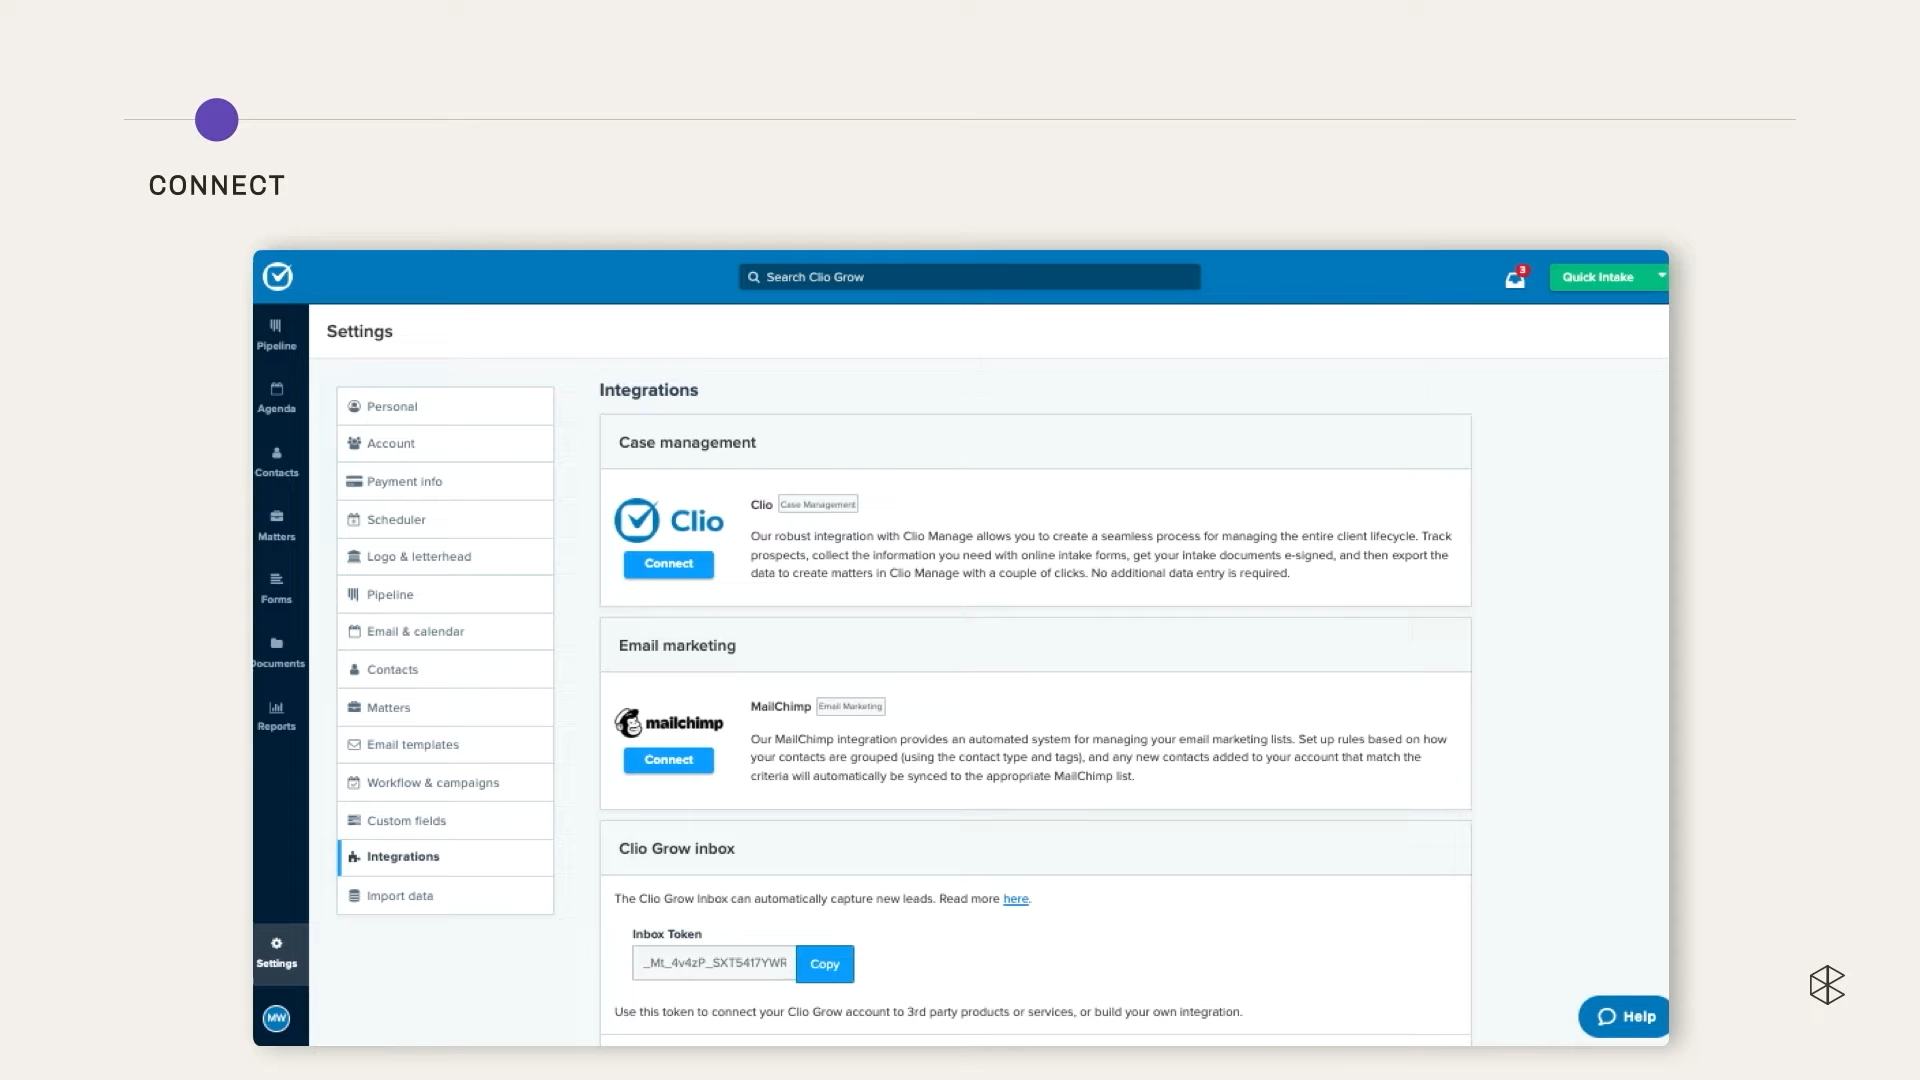 CONNECT
Search Clio Grow
3
Quick Intake
Pipeline
Agenda
Contacts
Matters
Forms
Documents
Reports
Settings
MW
Settings
Personal
Account
Payment info
Scheduler
Logo & letterhead
Pipeline
Email & calendar
Contacts
Matters
Email templates
Workflow & campaigns
Custom fields
Integrations
Import data
Integrations
Case management
Clio
Connect
Clio Case Management
Our robust integration with Clio Manage allows you to create a seamless process for managing the entire client lifecycle. Track
prospects, collect the information you need with online intake forms, get your intake documents e-signed, and then export the
data to create matters in Clio Manage with a couple of clicks. No additional data entry is required.
Email marketing
mailchimp
Connect
MailChimp Email Marketing
Our MailChimp integration provides an automated system for managing your email marketing lists. Set up rules based on how
your contacts are grouped (using the contact type and tags), and any new contacts added to your account that match the
criteria will automatically be synced to the appropriate MailChimp list.
Clio Grow inbox
The Clio Grow Inbox can automatically capture new leads. Read more here.
Inbox Token
_Mt_4v4zP_SXT5417YWR
Copy
Use this token to connect your Clio Grow account to 3rd party products or services, or build your own integration.
Help